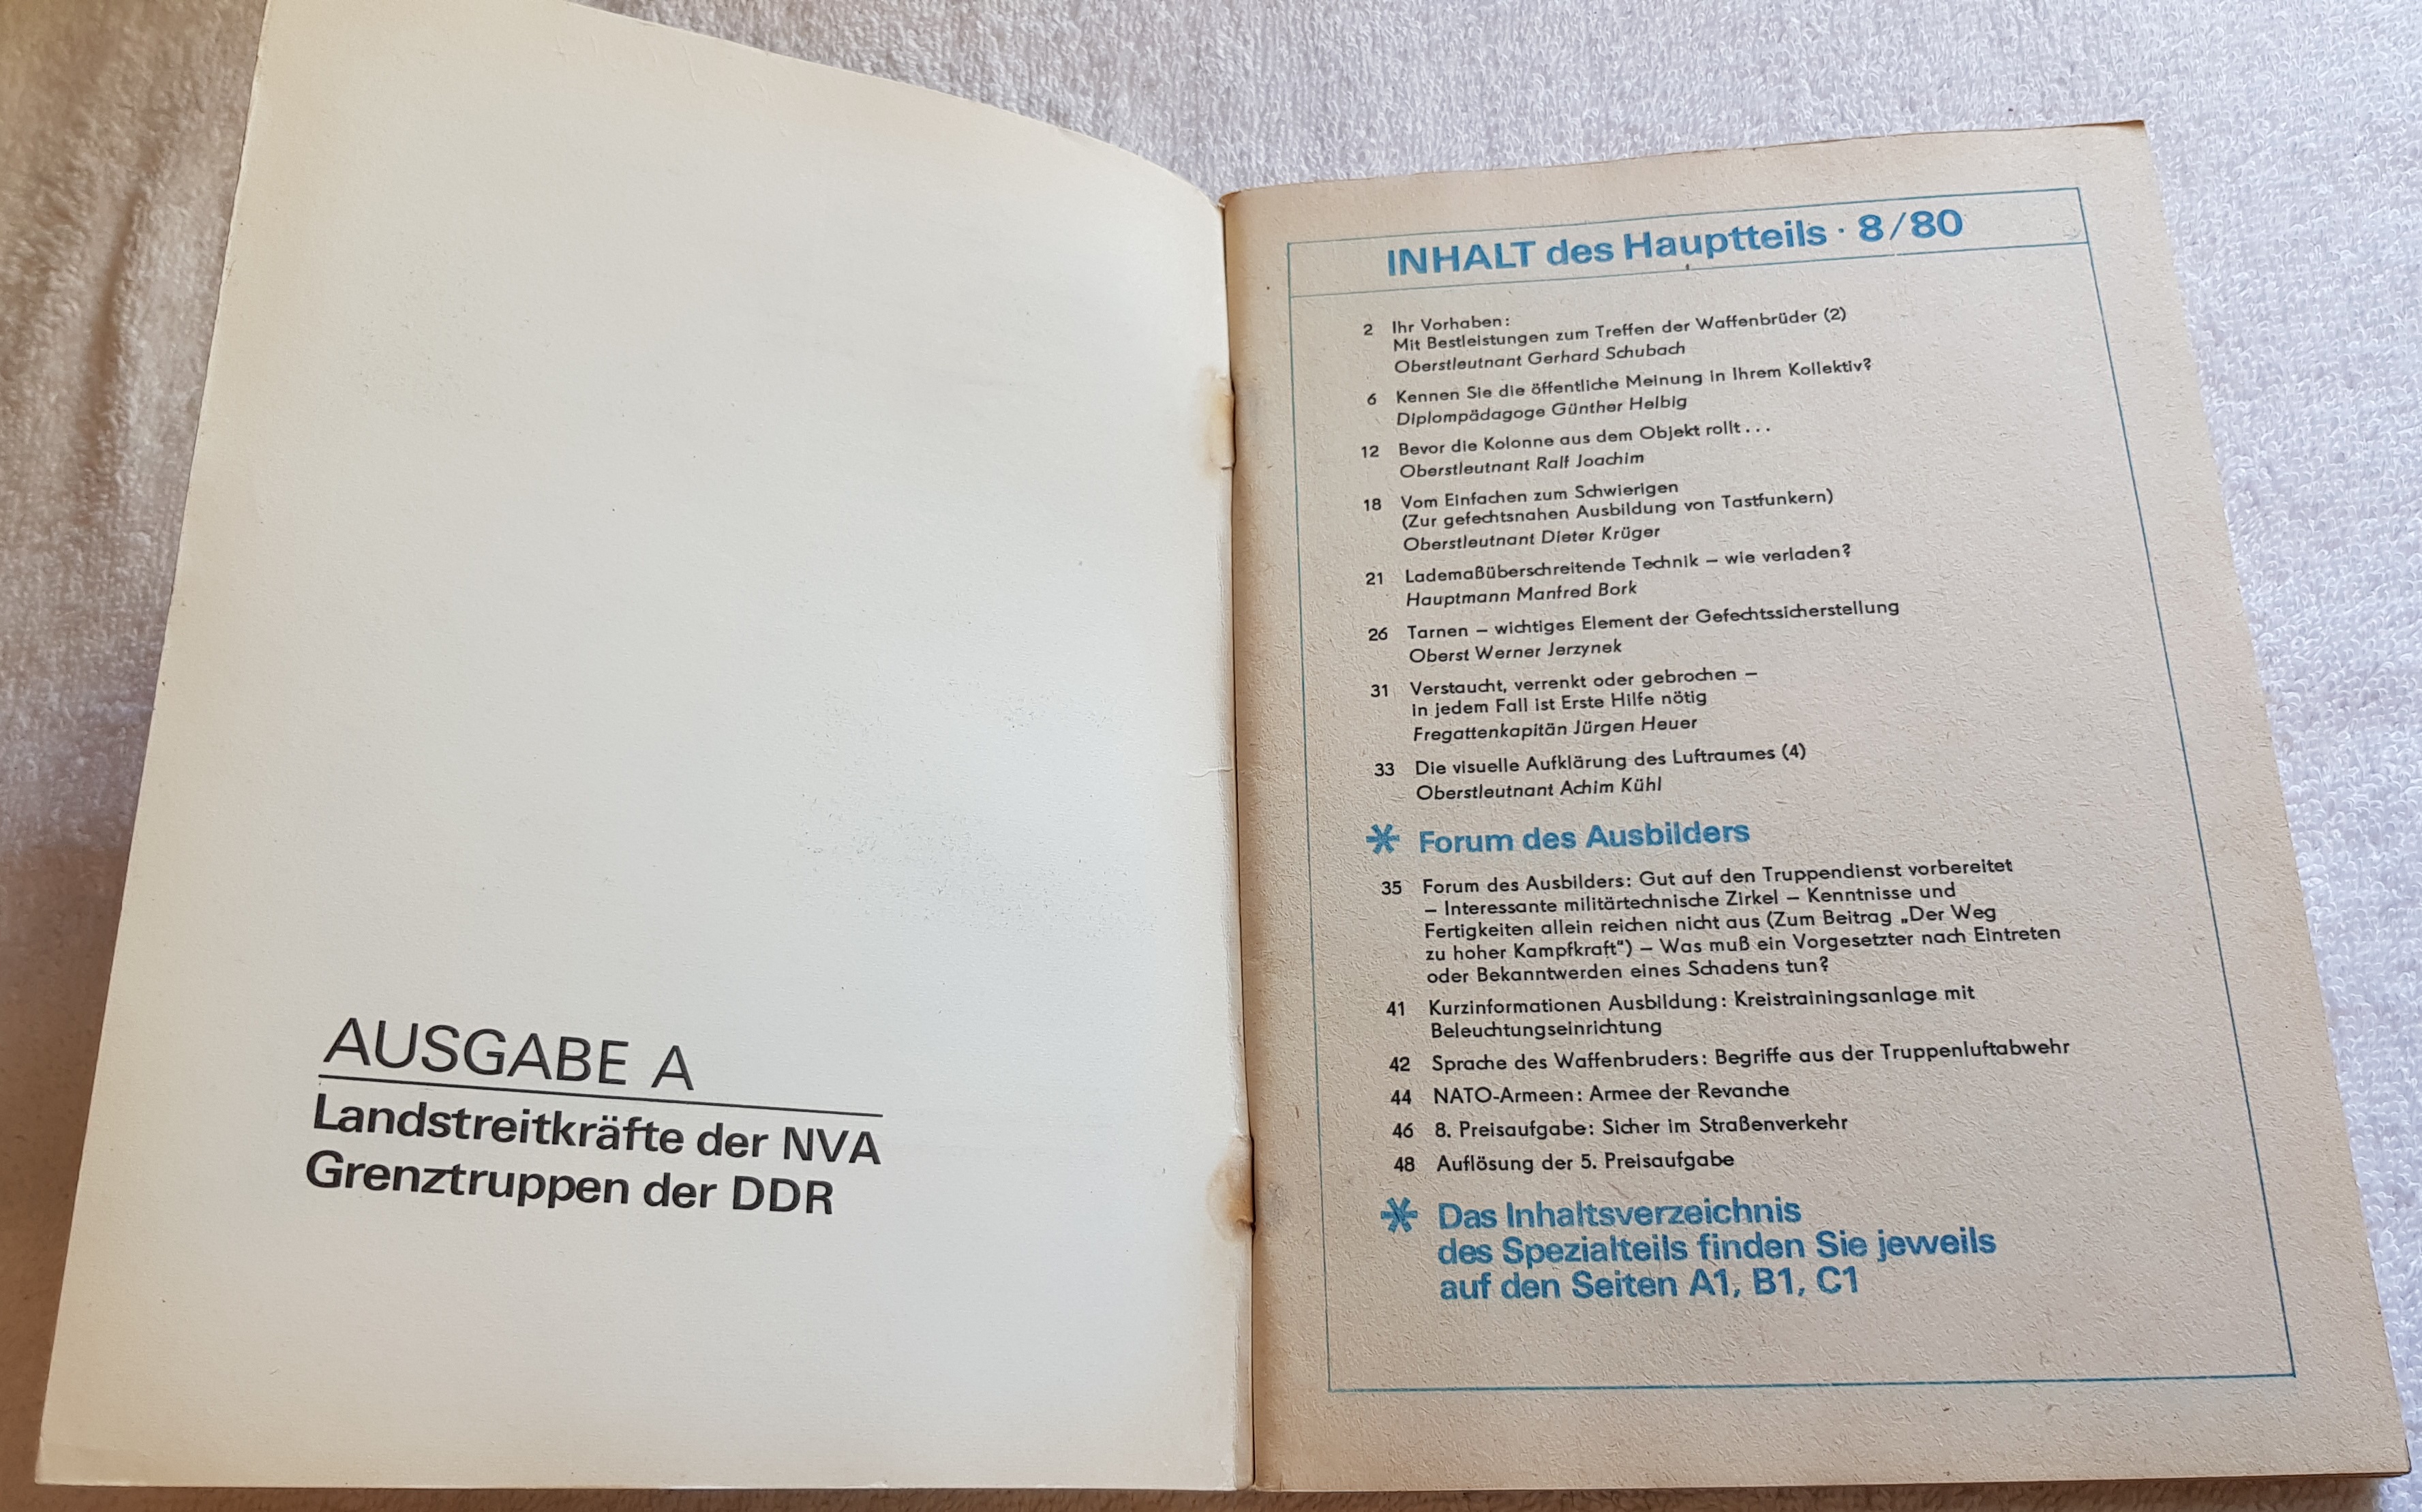 AUSGABE A
Landstreitkräfte der NVA
Grenztruppen der DDR
INHALT des Hauptteils · 8/80
2 Ihr Vorhaben:
Mit Bestleistungen zum Treffen der Waffenbrüder (2)
Oberstleutnant Gerhard Schubach
6 Kennen Sie die öffentliche Meinung in Ihrem Kollektiv?
Diplompädagoge Günther Helbig
12 Bevor die Kolonne aus dem Objekt rollt . . .
Oberstleutnant Ralf Joachim
18 Vom Einfachen zum Schwierigen
(Zur gefechtsnahen Ausbildung von Tastfunkern)
Oberstleutnant Dieter Krüger
21 Lademaßüberschreitende Technik – wie verladen?
Hauptmann Manfred Bork
26 Tarnen – wichtiges Element der Gefechtssicherstellung
Oberst Werner Jerzynek
31 Verstaucht, verrenkt oder gebrochen –
in jedem Fall ist Erste Hilfe nötig
Fregattenkapitän Jürgen Heuer
33 Die visuelle Aufklärung des Luftraumes (4)
Oberstleutnant Achim Kühl
* Forum des Ausbilders
35 Forum des Ausbilders: Gut auf den Truppendienst vorbereitet
– Interessante militärtechnische Zirkel – Kenntnisse und
Fertigkeiten allein reichen nicht aus (Zum Beitrag „Der Weg
zu hoher Kampfkraft“) – Was muß ein Vorgesetzter nach Eintreten
oder Bekanntwerden eines Schadens tun?
41 Kurzinformationen Ausbildung: Kreistrainingsanlage mit
Beleuchtungseinrichtung
42 Sprache des Waffenbruders: Begriffe aus der Truppenluftabwehr
44 NATO-Armeen: Armee der Revanche
46 8. Preisaufgabe: Sicher im Straßenverkehr
48 Auflösung der 5. Preisaufgabe
* Das Inhaltsverzeichnis
des Spezialteils finden Sie jeweils
auf den Seiten A1, B1, C1